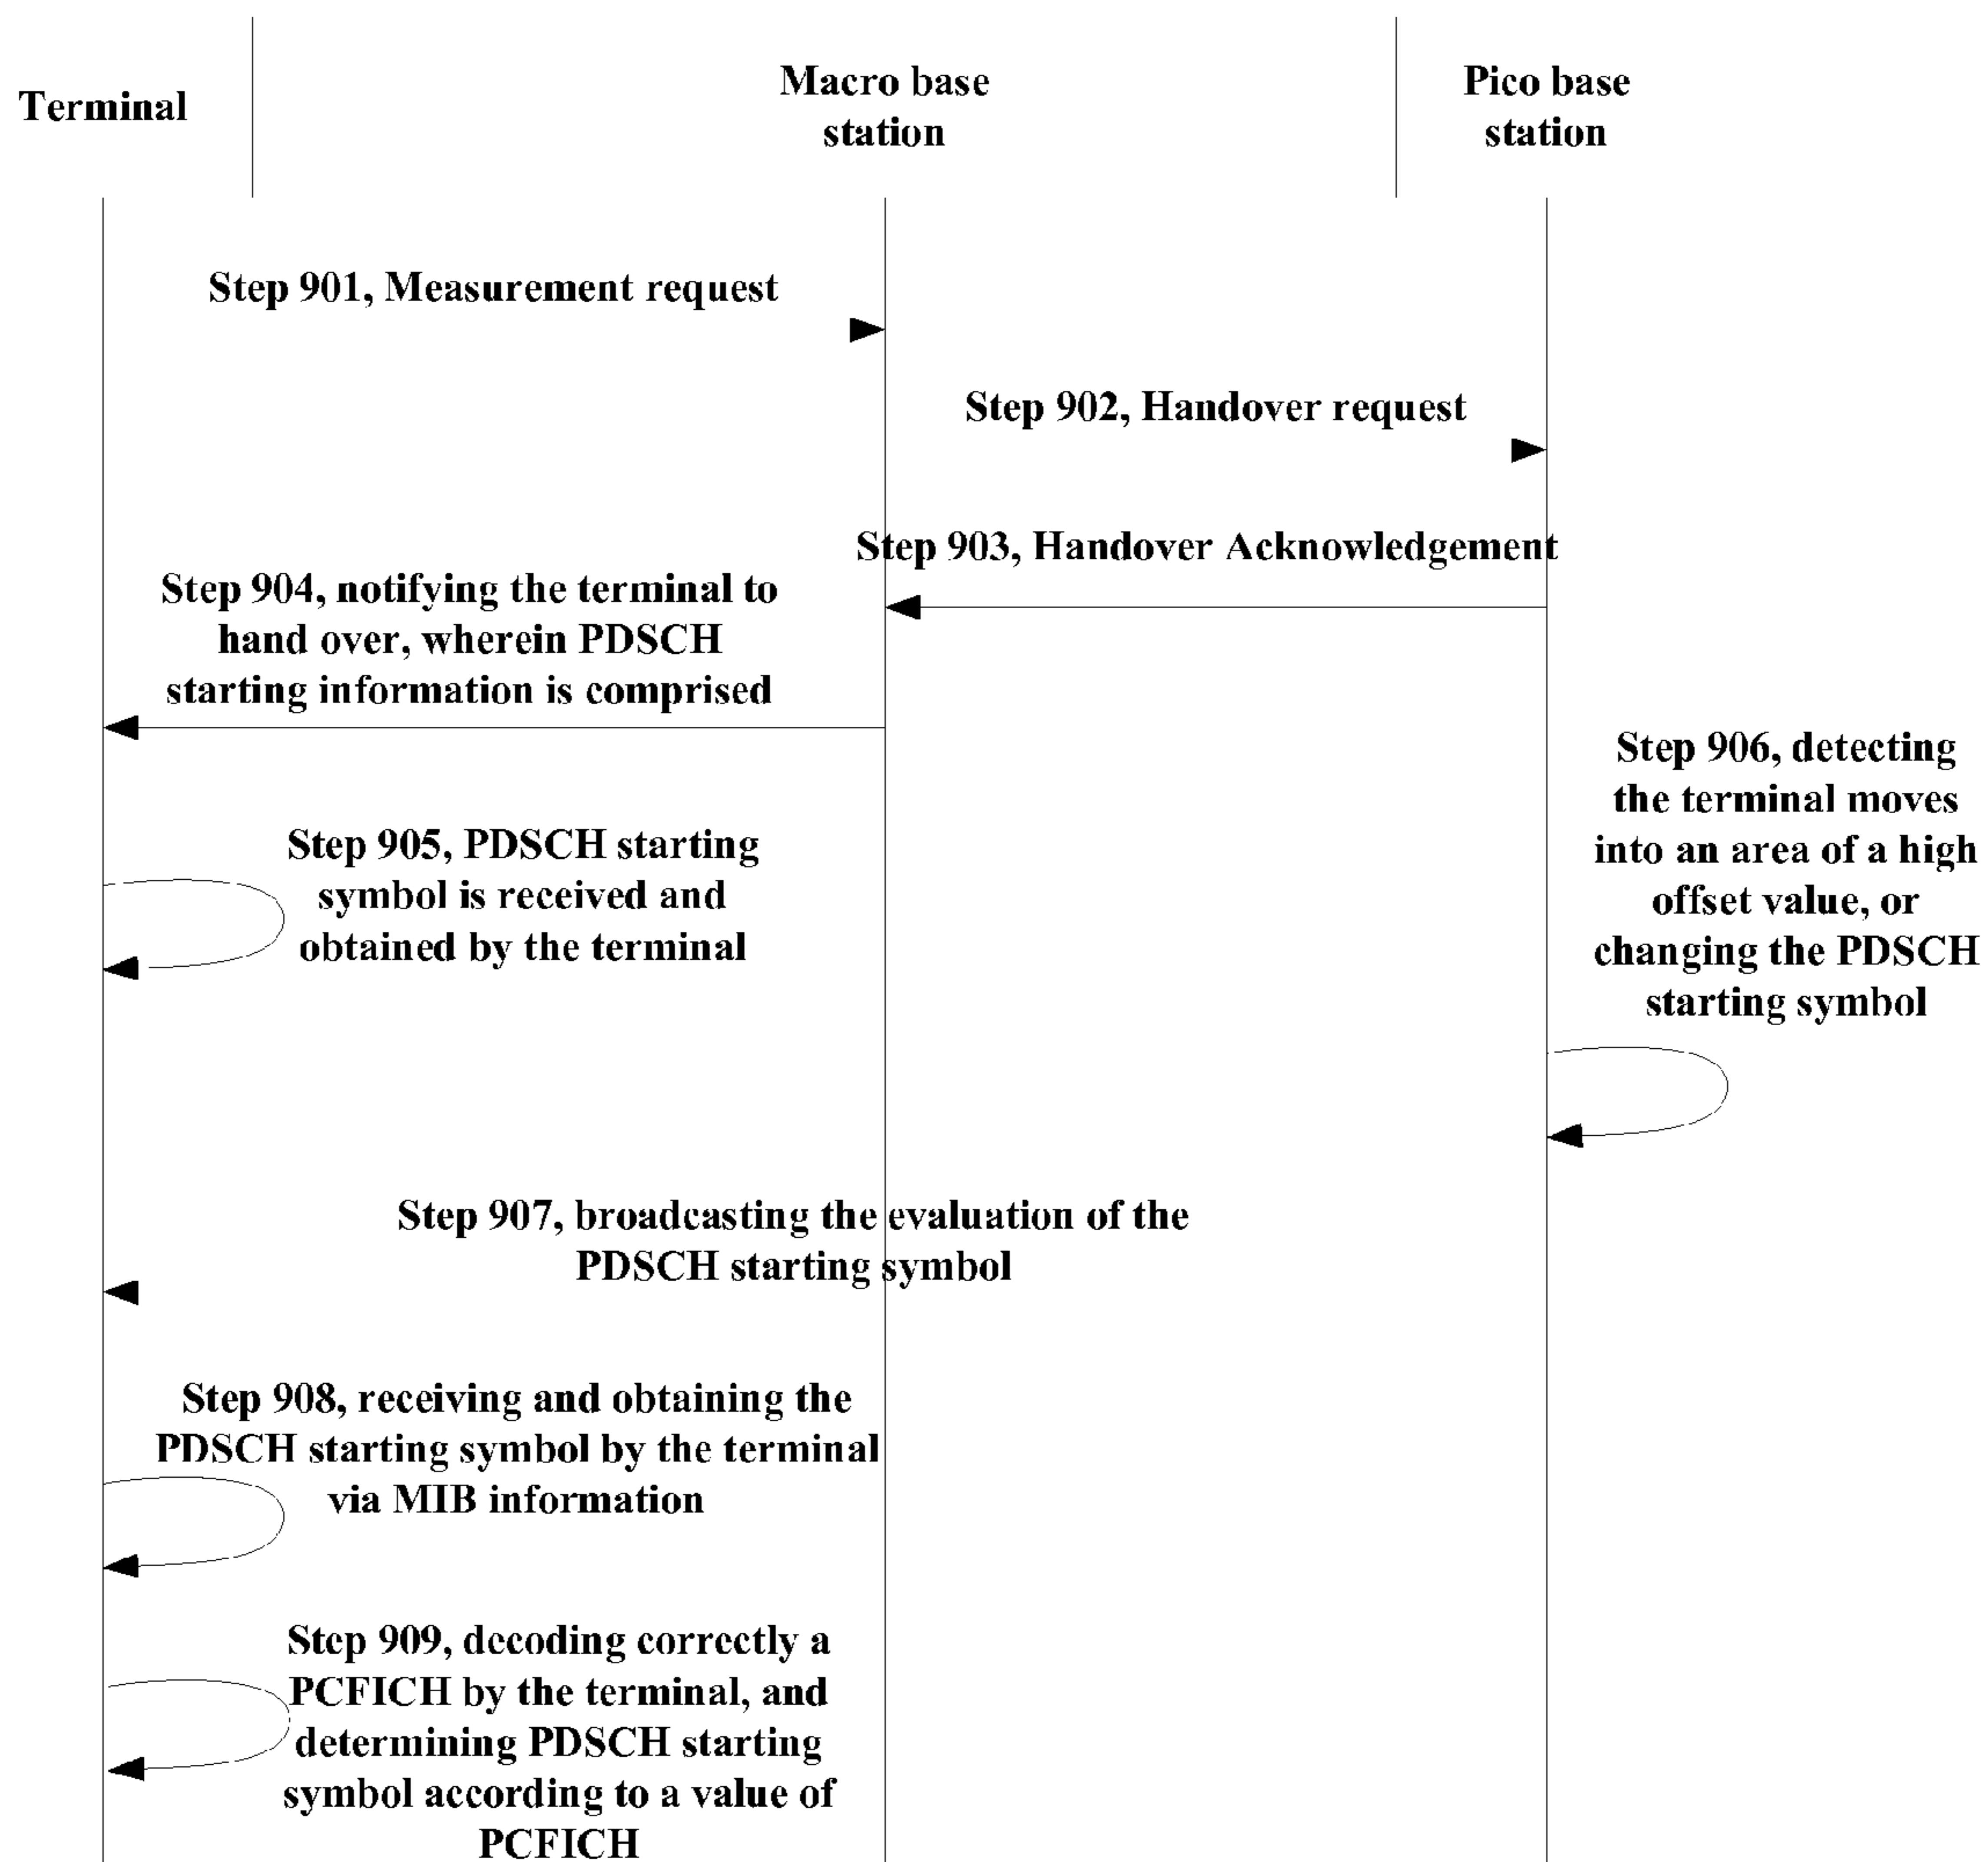 Terminal
Macro base
station
Pico base
station
Step 901, Measurement request
Step 902, Handover request
Step 903, Handover Acknowledgement
Step 904, notifying the terminal to
hand over, wherein PDSCH
starting information is comprised
Step 905, PDSCH starting
symbol is received and
obtained by the terminal
Step 906, detecting
the terminal moves
into an area of a high
offset value, or
changing the PDSCH
starting symbol
Step 907, broadcasting the evaluation of the
PDSCH starting symbol
Step 908, receiving and obtaining the
PDSCH starting symbol by the terminal
via MIB information
Step 909, decoding correctly a
PCFICH by the terminal, and
determining PDSCH starting
symbol according to a value of
PCFICH